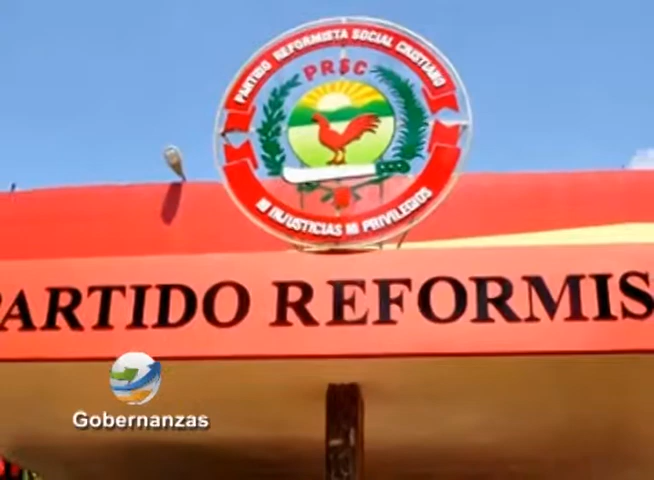 PARTIDO REFORMISTA SOCIAL CRISTIANO
PRSC
NI INJUSTICIAS NI PRIVILEGIOS
PARTIDO REFORMIS
Gobernanzas